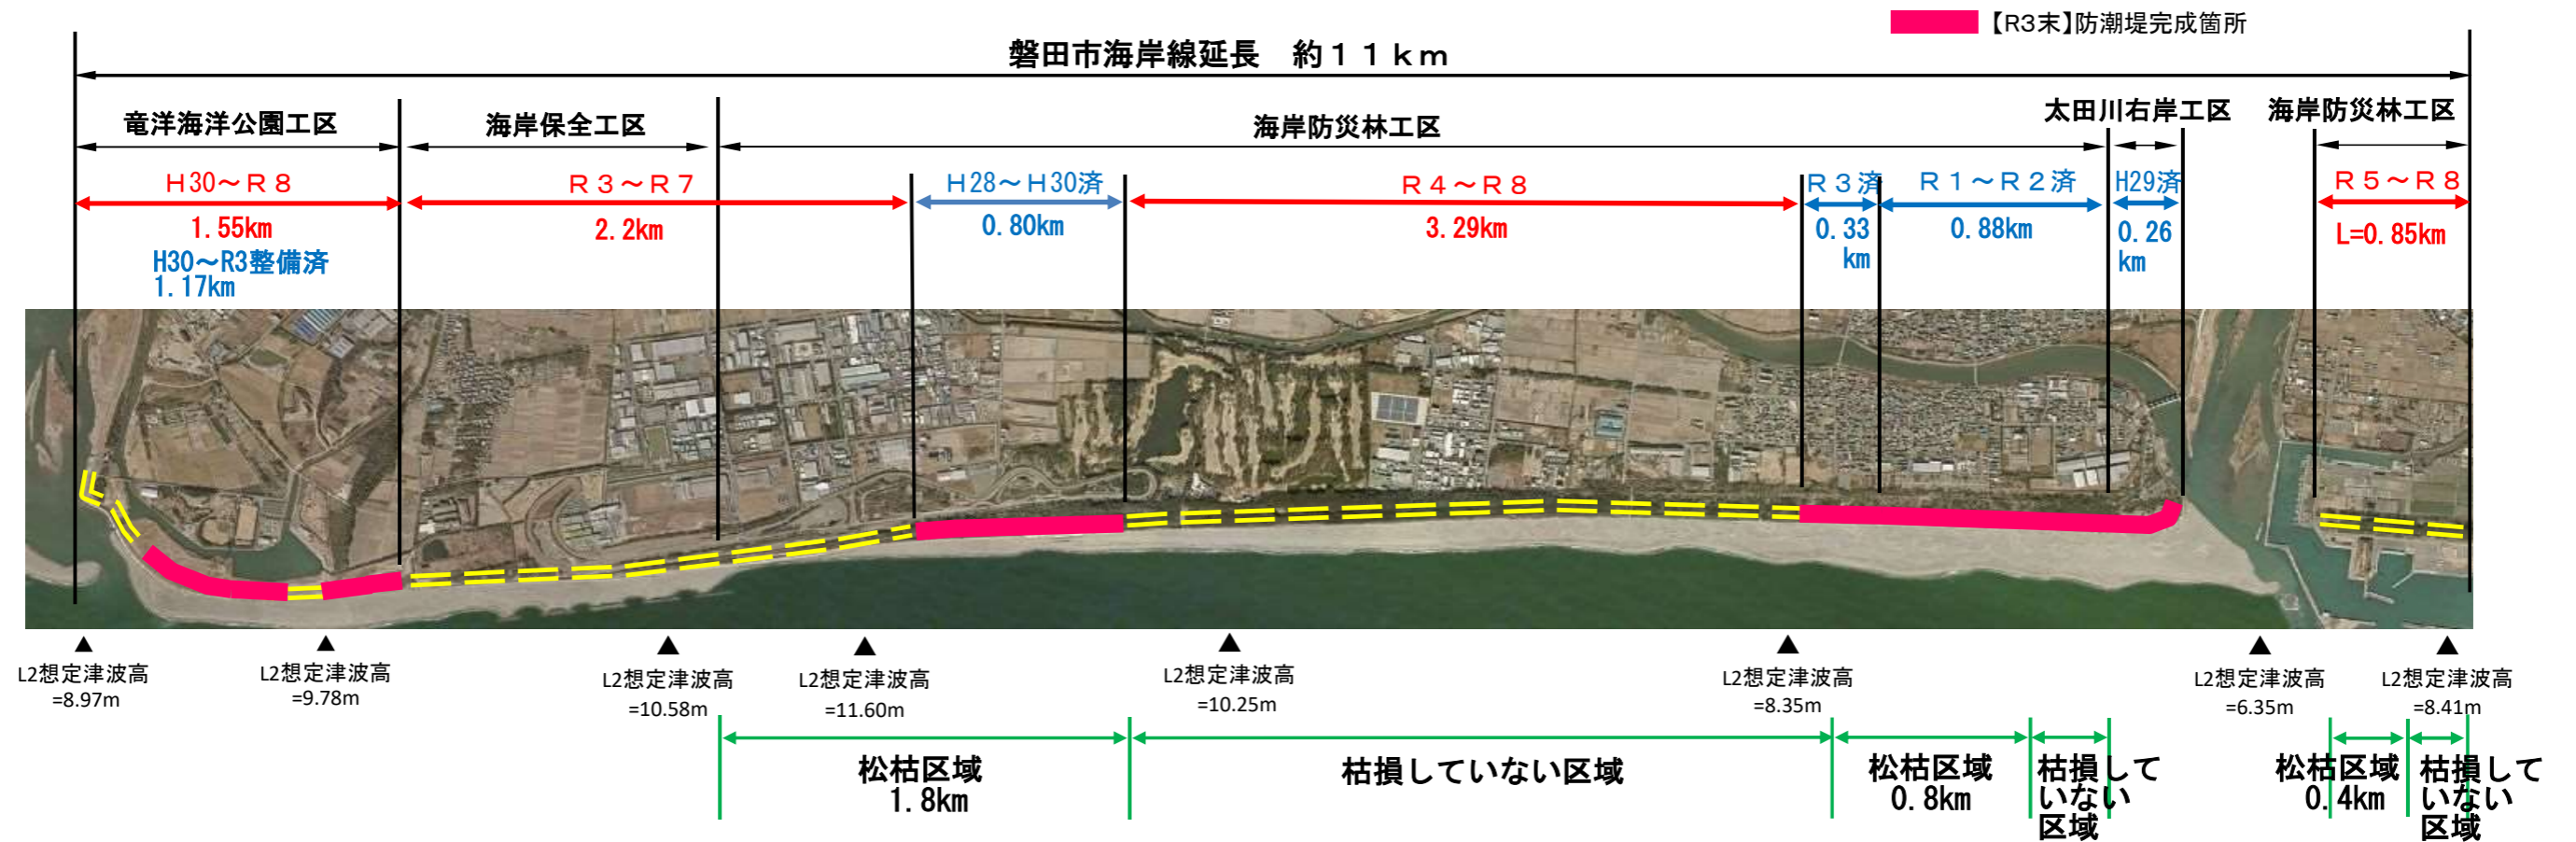 【R3末】防潮堤完成箇所
磐田市海岸線延長 約11km
竜洋海洋公園工区
海岸保全工区
海岸防災林工区
太田川右岸工区
海岸防災林工区
H30～R8
1.55km
H30～R3整備済
1.17km
R3～R7
2.2km
H28～H30済
0.80km
R4～R8
3.29km
R3済
0.33
km
R1～R2済
0.88km
H29済
0.26
km
R5～R8
L=0.85km
L2想定津波高
=8.97m
L2想定津波高
=9.78m
L2想定津波高
=10.58m
L2想定津波高
=11.60m
L2想定津波高
=10.25m
L2想定津波高
=8.35m
L2想定津波高
=6.35m
L2想定津波高
=8.41m
松枯区域
1.8km
枯損していない区域
松枯区域
0.8km
枯損して
いない
区域
松枯区域
0.4km
枯損して
いない
区域